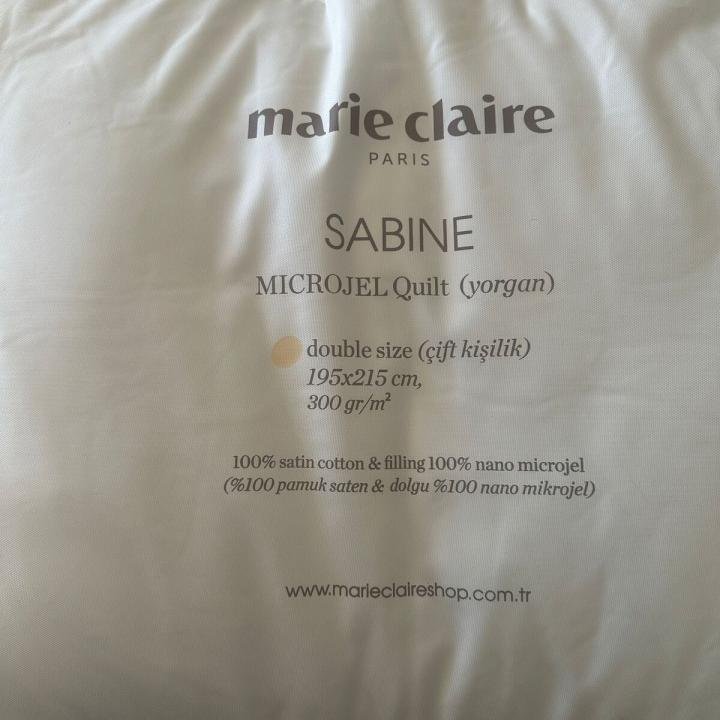 marie claire
PARIS
SABINE
MICROJEL Quilt (yorgan)
double size (çift kişilik)
195x215 cm,
300 gr/m²
100% satin cotton & filling 100% nano microjel
(%100 pamuk saten & dolgu %100 nano mikrojel)
www.marieclaireshop.com.tr